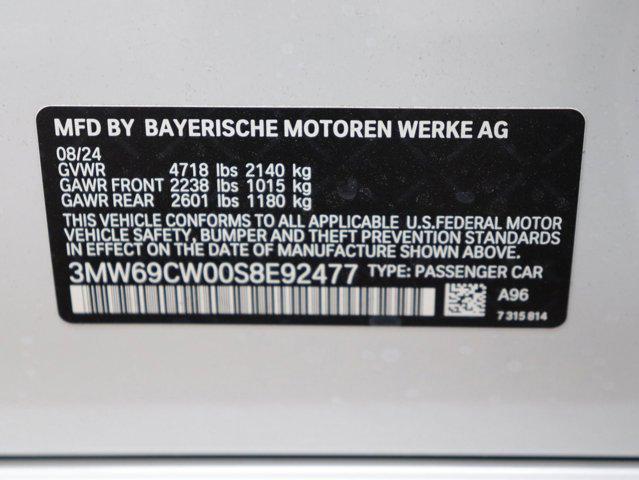 MFD BY BAYERISCHE MOTOREN WERKE AG
08/24
GVWR 4718 lbs 2140 kg
GAWR FRONT 2238 lbs 1015 kg
GAWR REAR 2601 lbs 1180 kg
THIS VEHICLE CONFORMS TO ALL APPLICABLE U.S.FEDERAL MOTOR
VEHICLE SAFETY, BUMPER AND THEFT PREVENTION STANDARDS
IN EFFECT ON THE DATE OF MANUFACTURE SHOWN ABOVE.
3MW69CW00S8E92477 TYPE: PASSENGER CAR
A96
7 315 814